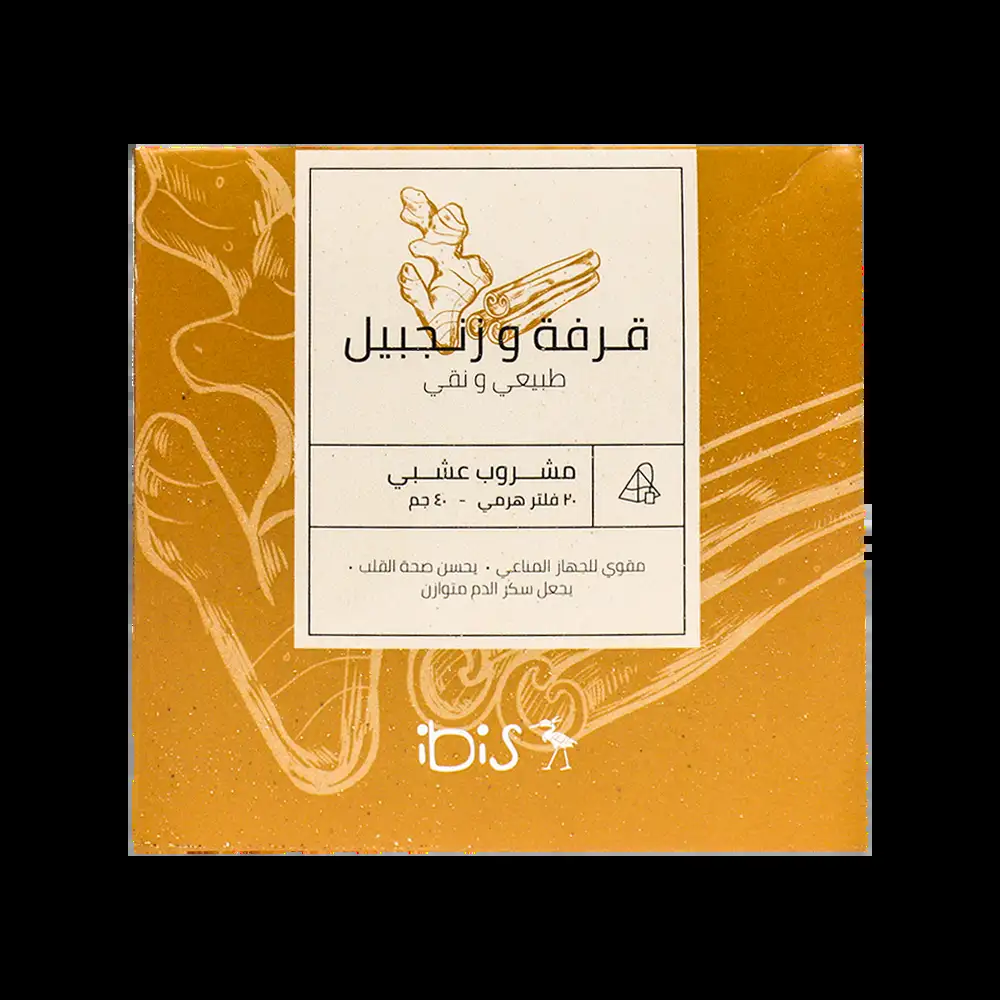 قرفة و زنجبيل
طبيعي و نقي
مشروب عشبي
٢٠ فلتر هرمي - ٤٠ جم
مقوي للجهاز المناعي • يحسن صحة القلب •
يجعل سكر الدم متوازن
ibis